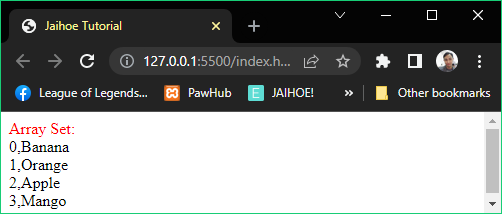 Jaihoe Tutorial
127.0.0.1:5500/index.h...
League of Legends...
PawHub
E
JAIHOE!
»
Other bookmarks
Array Set:
0,Banana
1,Orange
2,Apple
3,Mango